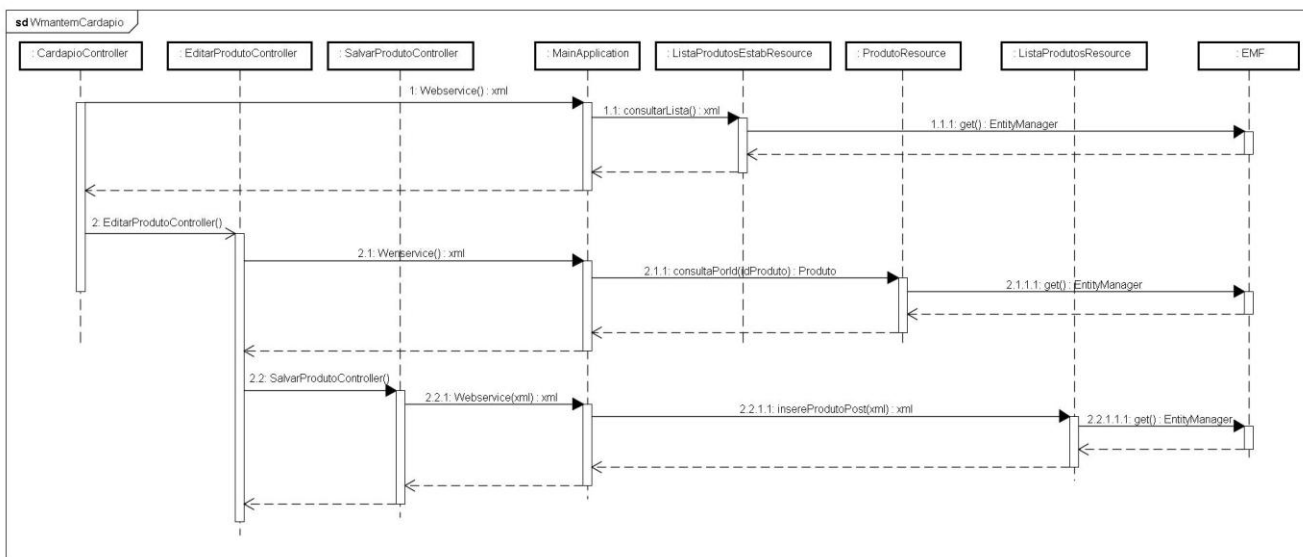 sd WmantemCardapio
: CardapioController
: EditarProdutoController
: SalvarProdutoController
: MainApplication
: ListaProdutosEstabResource
: ProdutoResource
: ListaProdutosResource
: EMF
1: Webservice() : xml
1.1: consultarLista() : xml
1.1.1: get() : EntityManager
2: EditarProdutoController()
2.1: Wenservice() : xml
2.1.1: consultaPorId(idProduto) : Produto
2.1.1.1: get() : EntityManager
2.2: SalvarProdutoController()
2.2.1: Webservice(xml) : xml
2.2.1.1: insereProdutoPost(xml) : xml
2.2.1.1.1: get() : EntityManager